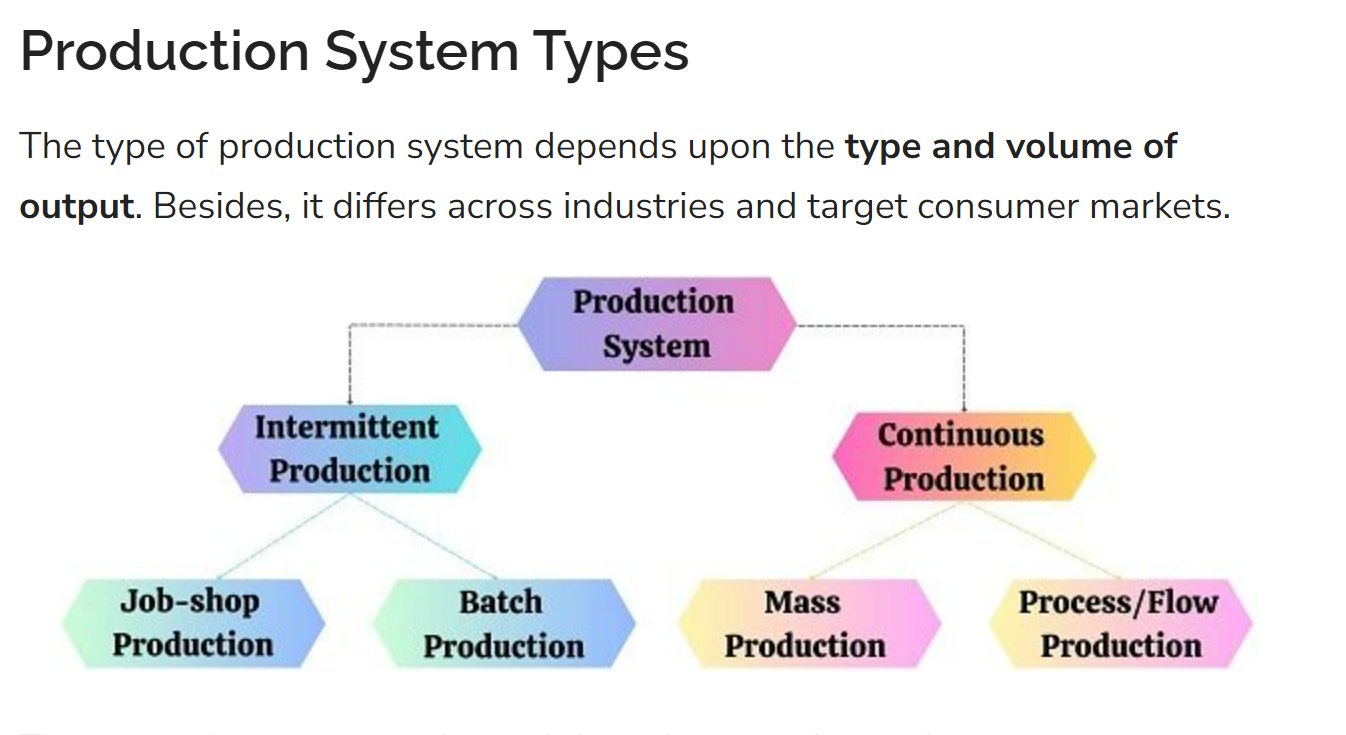 Production System Types
The type of production system depends upon the type and volume of
output. Besides, it differs across industries and target consumer markets.
Production
System
Intermittent
Production
Continuous
Production
Job-shop
Production
Batch
Production
Mass
Production
Process/Flow
Production